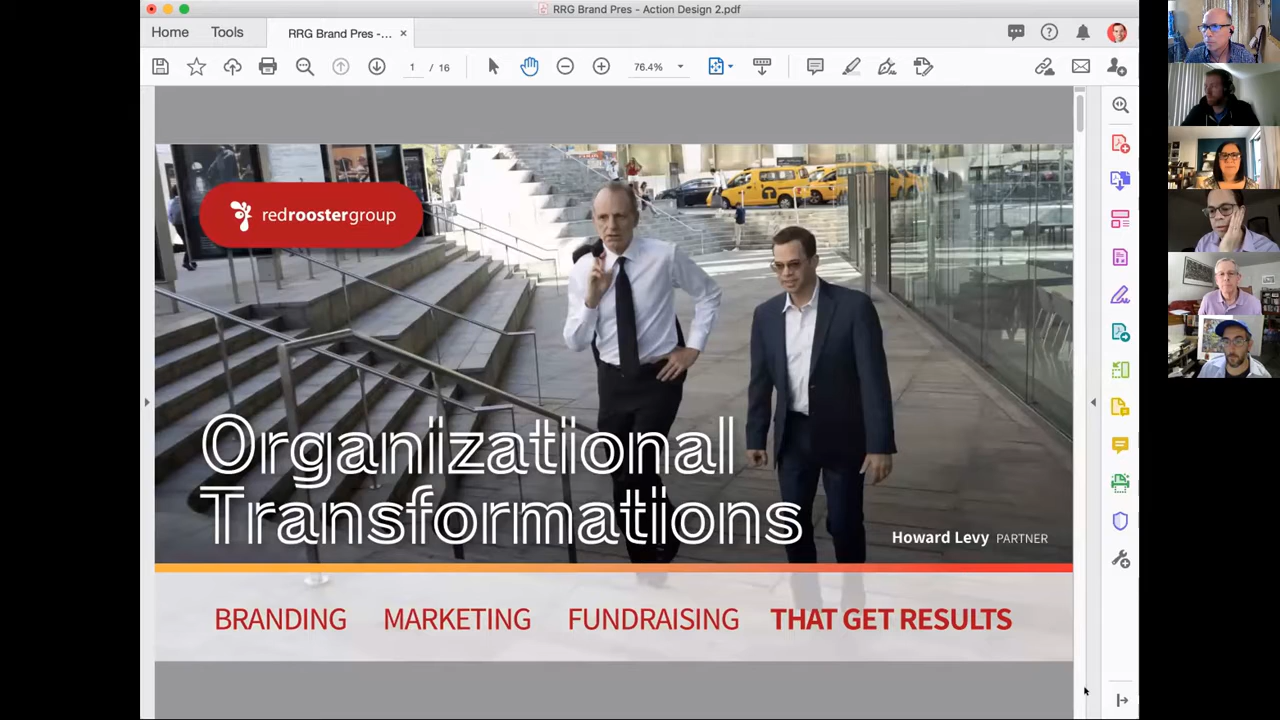 RRG Brand Pres - Action Design 2.pdf
Home
Tools
RRG Brand Pres -... ×
1 / 16
76.4%
redroostergroup
Organizational
Transformations
Howard Levy PARTNER
BRANDING MARKETING FUNDRAISING THAT GET RESULTS